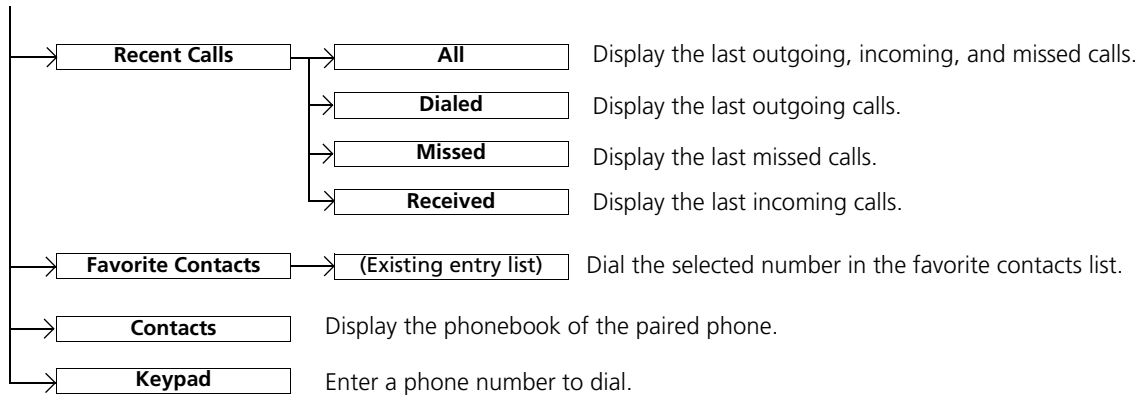 Recent Calls All Display the last outgoing, incoming, and missed calls.
Dialed Display the last outgoing calls.
Missed Display the last missed calls.
Received Display the last incoming calls.
Favorite Contacts (Existing entry list) Dial the selected number in the favorite contacts list.
Contacts Display the phonebook of the paired phone.
Keypad Enter a phone number to dial.